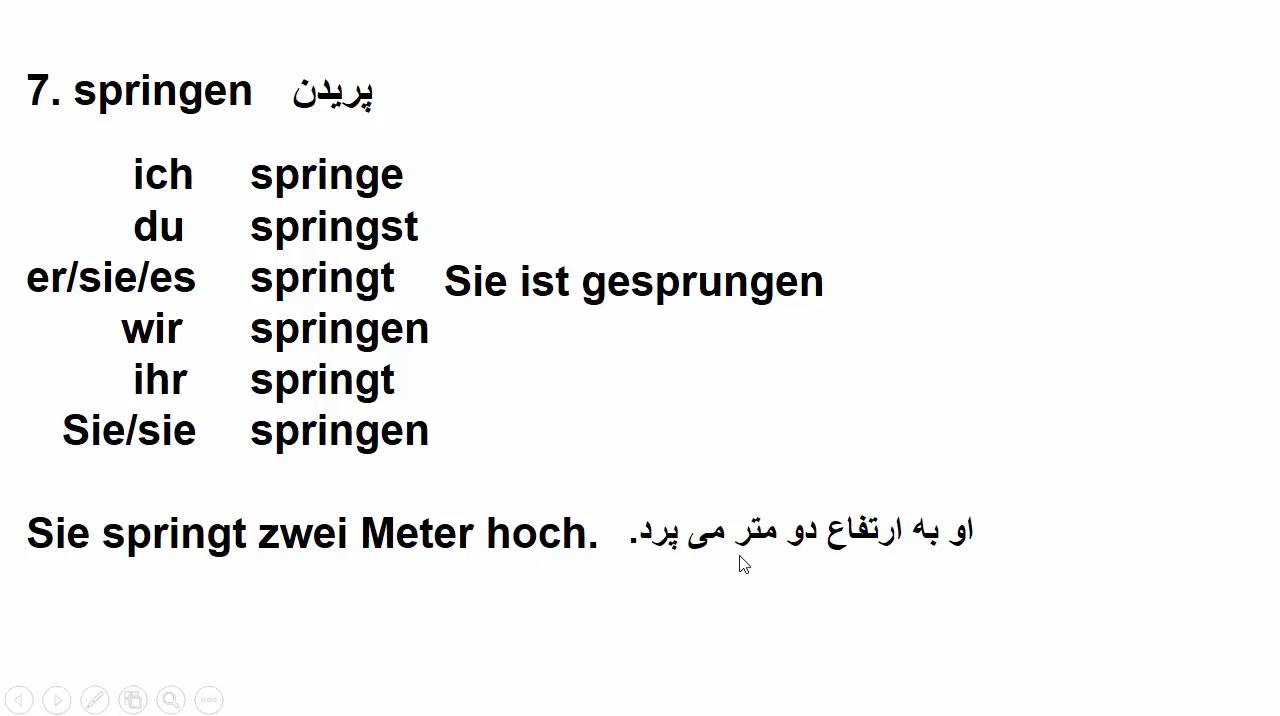 7. springen پریدن
ich springe
du springst
er/sie/es springt Sie ist gesprungen
wir springen
ihr springt
Sie/sie springen
Sie springt zwei Meter hoch. او به ارتفاع دو متر می پرد.